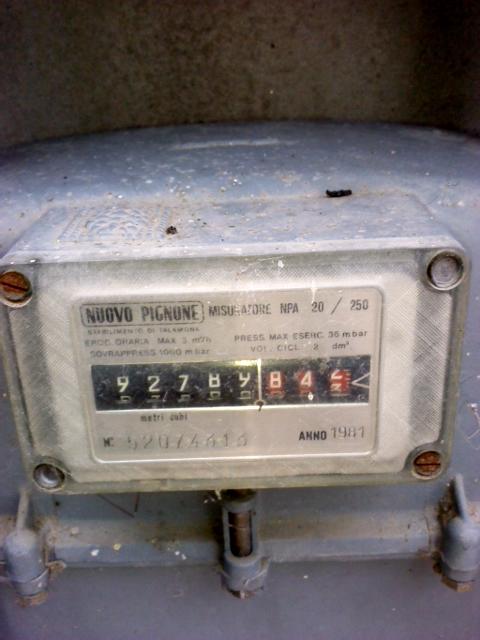 NUOVO PIGNONE MISURATORE NPA 20 / 250
STABILIMENTO DI TALAMONA
EROG. ORARIA MAX 3 m³/h PRESS. MAX ESERC. 35 mbar
SOVRAPPRESS. 1000 mbar VOL. CICL. 2 dm³
9 2 7 8 9 8 4
metri cubi
N° ANNO 1981